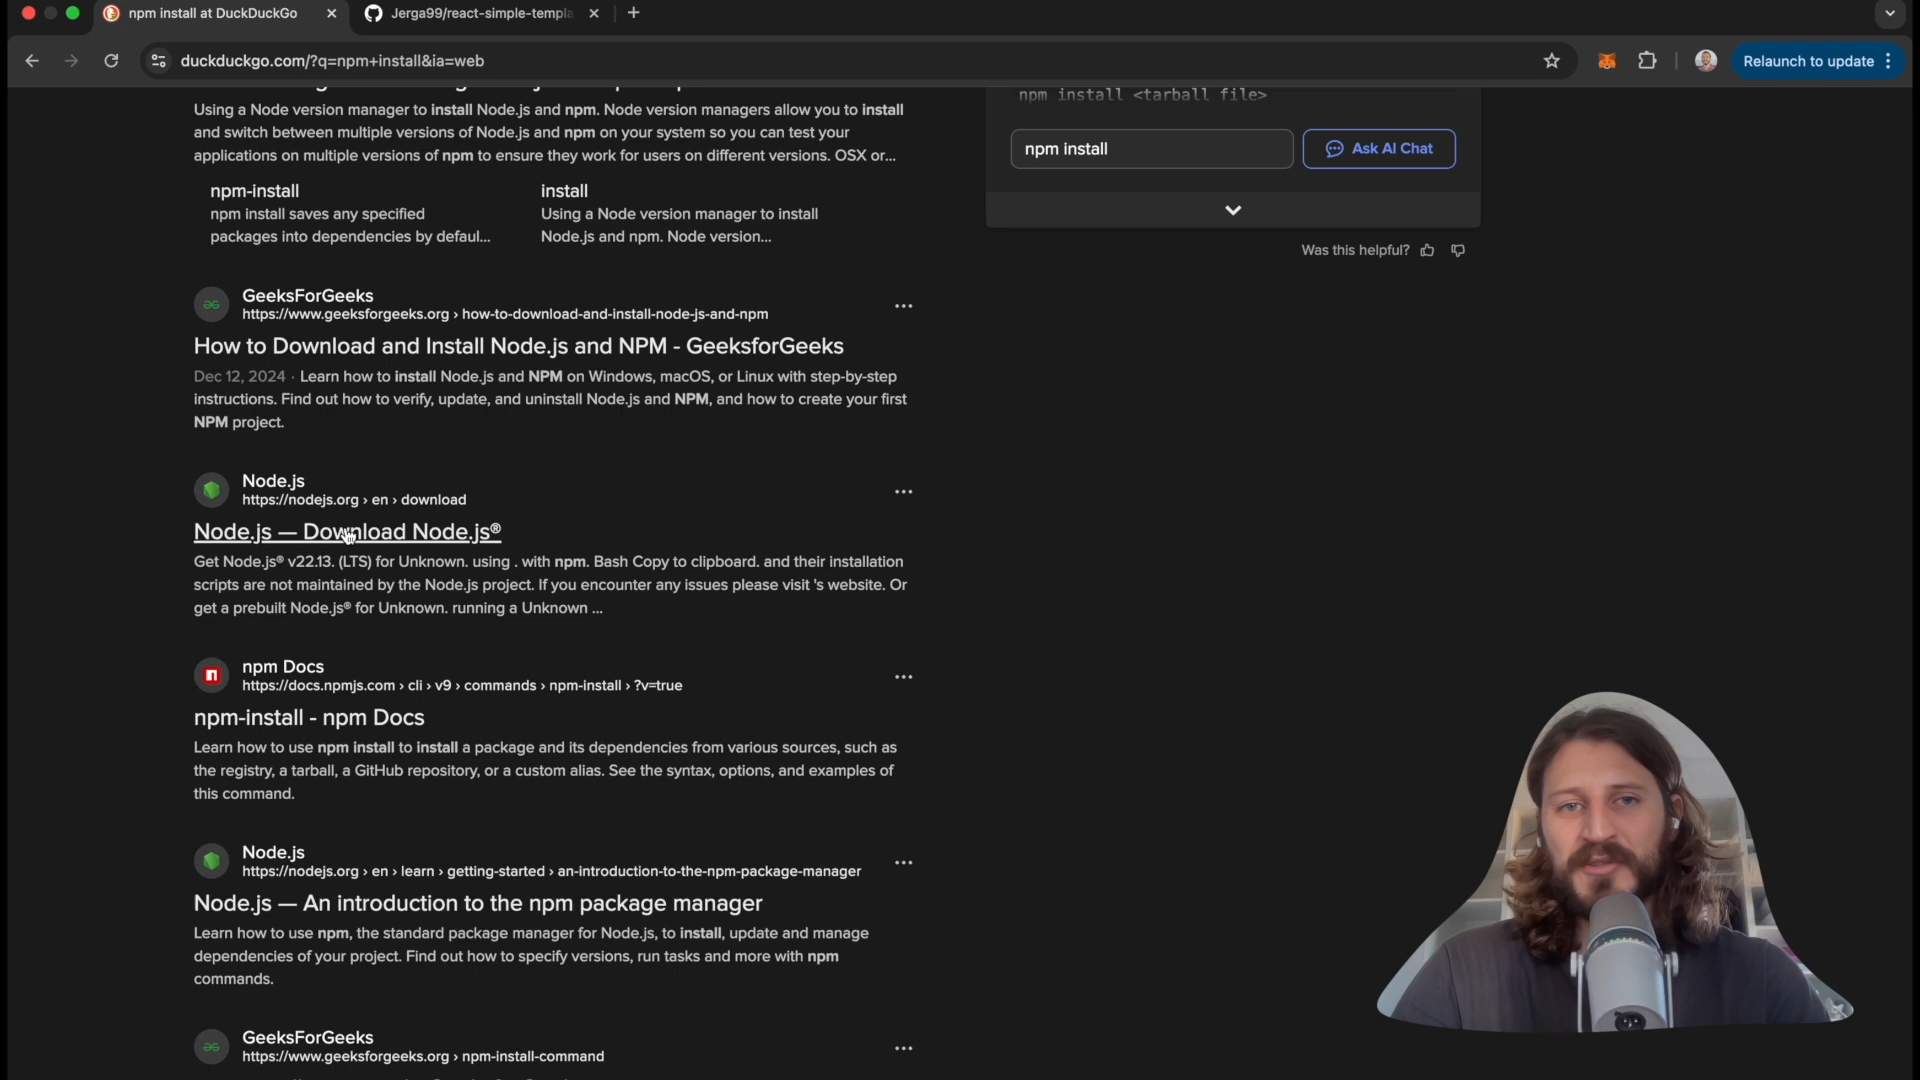 npm install at DuckDuckGo
Jerga99/react-simple-templa
duckduckgo.com/?q=npm+install&ia=web
Relaunch to update
Using a Node version manager to install Node.js and npm. Node version managers allow you to install
and switch between multiple versions of Node.js and npm on your system so you can test your
applications on multiple versions of npm to ensure they work for users on different versions. OSX or...
npm-install
npm install saves any specified
packages into dependencies by defaul...
install
Using a Node version manager to install
Node.js and npm. Node version...
GeeksForGeeks
https://www.geeksforgeeks.org › how-to-download-and-install-node-js-and-npm
How to Download and Install Node.js and NPM - GeeksforGeeks
Dec 12, 2024 · Learn how to install Node.js and NPM on Windows, macOS, or Linux with step-by-step
instructions. Find out how to verify, update, and uninstall Node.js and NPM, and how to create your first
NPM project.
Node.js
https://nodejs.org › en › download
Node.js — Download Node.js®
Get Node.js® v22.13. (LTS) for Unknown. using . with npm. Bash Copy to clipboard. and their installation
scripts are not maintained by the Node.js project. If you encounter any issues please visit 's website. Or
get a prebuilt Node.js® for Unknown. running a Unknown ...
npm Docs
https://docs.npmjs.com › cli › v9 › commands › npm-install › ?v=true
npm-install - npm Docs
Learn how to use npm install to install a package and its dependencies from various sources, such as
the registry, a tarball, a GitHub repository, or a custom alias. See the syntax, options, and examples of
this command.
Node.js
https://nodejs.org › en › learn › getting-started › an-introduction-to-the-npm-package-manager
Node.js — An introduction to the npm package manager
Learn how to use npm, the standard package manager for Node.js, to install, update and manage
dependencies of your project. Find out how to specify versions, run tasks and more with npm
commands.
GeeksForGeeks
https://www.geeksforgeeks.org › npm-install-command
npm install <tarball file>
npm install
Ask AI Chat
Was this helpful?